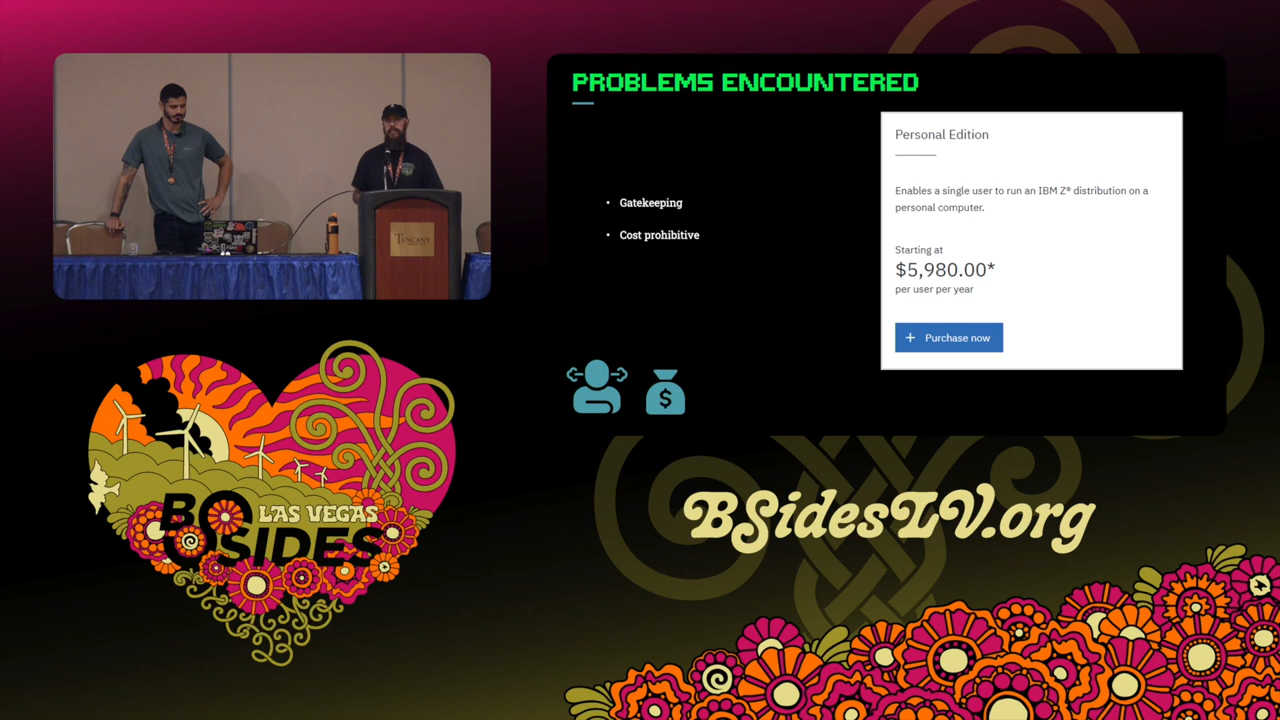 PROBLEMS ENCOUNTERED
Gatekeeping
Cost prohibitive
Personal Edition
Enables a single user to run an IBM Z® distribution on a
personal computer.
Starting at
$5,980.00*
per user per year
+ Purchase now
$
TUSCANY
LAS VEGAS
BSIDES
23
BSidesLV.org